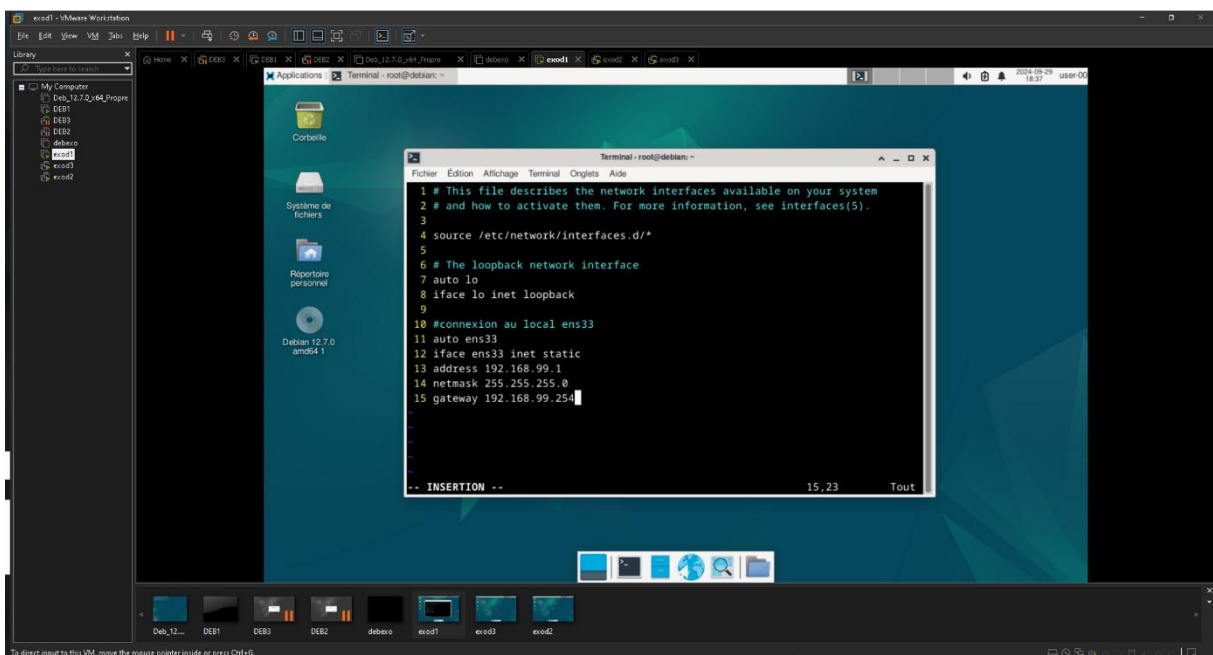 exod1 - VMware Workstation
File Edit View VM Tabs Help
Library
Type here to search
My Computer
Deb_12.7.0_x64_Propre
DEB1
DEB3
DEB2
debexo
exod1
exod3
exod2
Home DEB3 DEB1 DEB2 Deb_12.7.0_x64_Propre debexo exod1 exod2 exod3
Applications Terminal - root@debian: ~
2024-09-29
18:37
user-00
Corbeille
Système de
fichiers
Répertoire
personnel
Debian 12.7.0
amd64 1
Terminal - root@debian: ~
Fichier Édition Affichage Terminal Onglets Aide
1 # This file describes the network interfaces available on your system
2 # and how to activate them. For more information, see interfaces(5).
3
4 source /etc/network/interfaces.d/*
5
6 # The loopback network interface
7 auto lo
8 iface lo inet loopback
9
10 #connexion au local ens33
11 auto ens33
12 iface ens33 inet static
13 address 192.168.99.1
14 netmask 255.255.255.0
15 gateway 192.168.99.254
~
~
~
~
~
-- INSERTION -- 15,23 Tout
Deb_12.... DEB1 DEB3 DEB2 debexo exod1 exod3 exod2
To direct input to this VM, move the mouse pointer inside or press Ctrl+G.